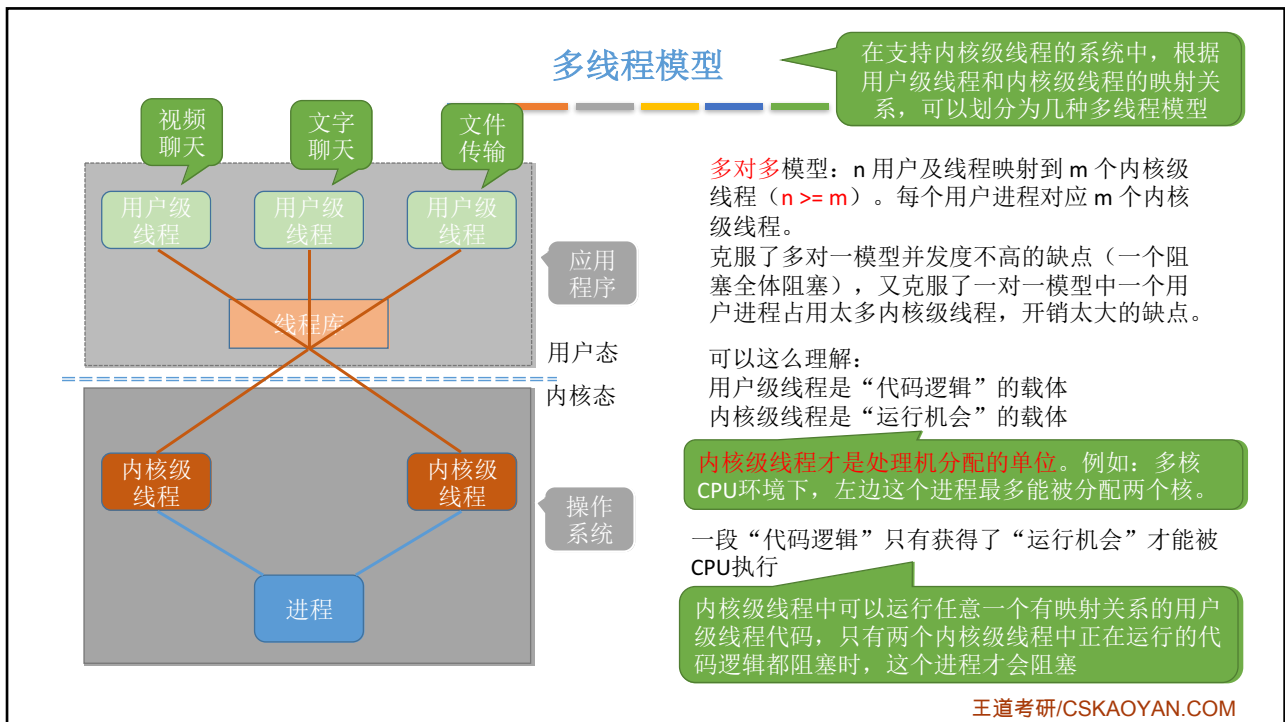 多线程模型
在支持内核级线程的系统中，根据
用户级线程和内核级线程的映射关
系，可以划分为几种多线程模型
视频
聊天
文字
聊天
文件
传输
用户级
线程
用户级
线程
用户级
线程
线程库
应用
程序
用户态
内核态
内核级
线程
内核级
线程
操作
系统
进程
多对多模型：n 用户及线程映射到 m 个内核级
线程（n >= m）。每个用户进程对应 m 个内核
级线程。
克服了多对一模型并发度不高的缺点（一个阻
塞全体阻塞），又克服了一对一模型中一个用
户进程占用太多内核级线程，开销太大的缺点。
可以这么理解：
用户级线程是“代码逻辑”的载体
内核级线程是“运行机会”的载体
内核级线程才是处理机分配的单位。例如：多核
CPU环境下，左边这个进程最多能被分配两个核。
一段“代码逻辑”只有获得了“运行机会”才能被
CPU执行
内核级线程中可以运行任意一个有映射关系的用户
级线程代码，只有两个内核级线程中正在运行的代
码逻辑都阻塞时，这个进程才会阻塞
王道考研/CSKAOYAN.COM